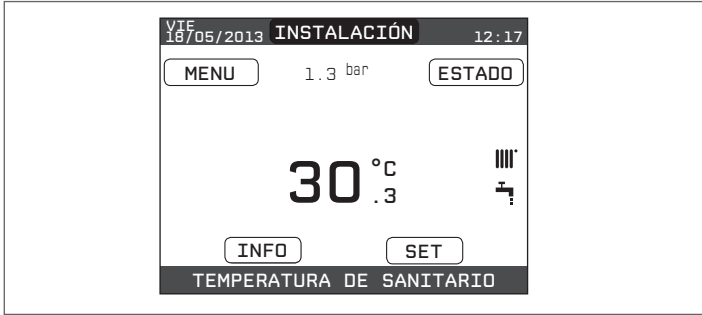 VIE
18/05/2013 INSTALACIÓN 12:17
MENU 1.3 bar ESTADO
30.3 °C
INFO SET
TEMPERATURA DE SANITARIO